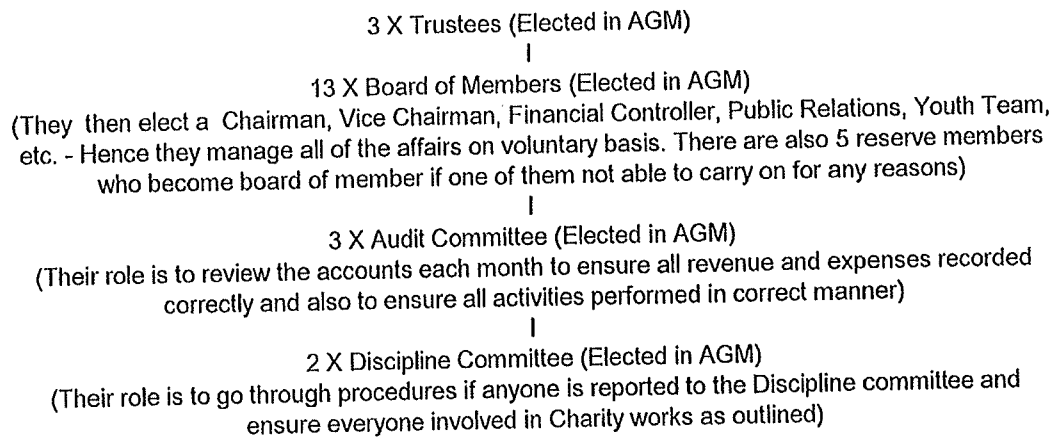 3 X Trustees (Elected in AGM)
|
13 X Board of Members (Elected in AGM)
(They then elect a Chairman, Vice Chairman, Financial Controller, Public Relations, Youth Team,
etc. - Hence they manage all of the affairs on voluntary basis. There are also 5 reserve members
who become board of member if one of them not able to carry on for any reasons)
|
3 X Audit Committee (Elected in AGM)
(Their role is to review the accounts each month to ensure all revenue and expenses recorded
correctly and also to ensure all activities performed in correct manner)
|
2 X Discipline Committee (Elected in AGM)
(Their role is to go through procedures if anyone is reported to the Discipline committee and
ensure everyone involved in Charity works as outlined)